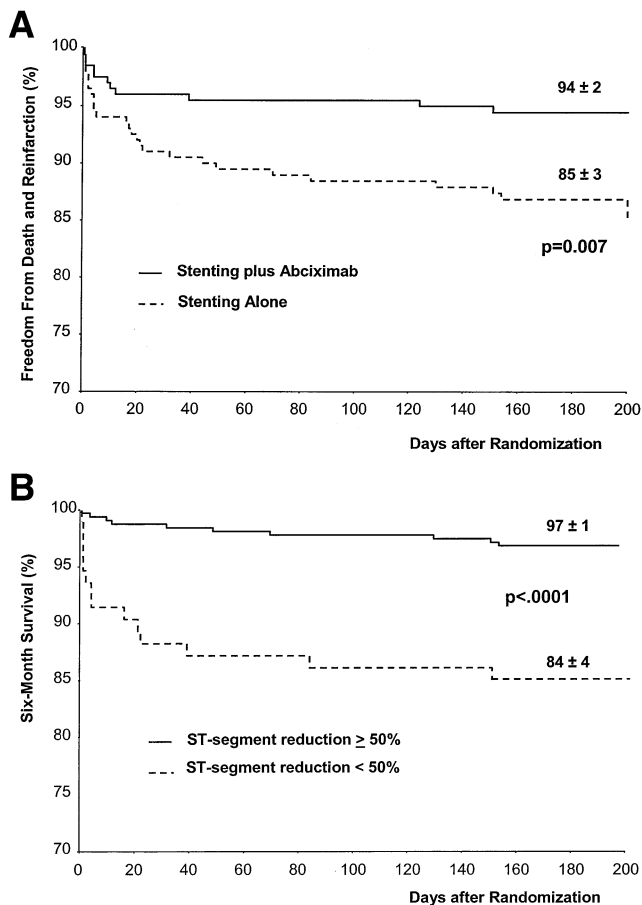 A
Freedom From Death and Reinfarction (%)
100
95
90
85
80
75
70
94 ± 2
85 ± 3
p=0.007
Stenting plus Abciximab
Stenting Alone
0 20 40 60 80 100 120 140 160 180 200
Days after Randomization
B
Six-Month Survival (%)
100
95
90
85
80
75
70
97 ± 1
p<.0001
84 ± 4
ST-segment reduction ≥ 50%
ST-segment reduction < 50%
0 20 40 60 80 100 120 140 160 180 200
Days after Randomization